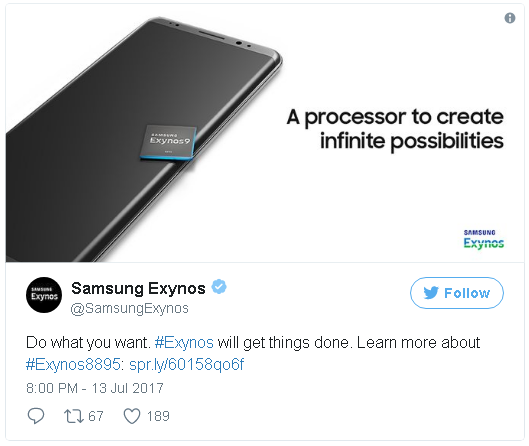 A processor to create
infinite possibilities
SAMSUNG
Exynos9
SAMSUNG
Exynos
SAMSUNG
Exynos
Samsung Exynos
@SamsungExynos
Follow
Do what you want. #Exynos will get things done. Learn more about
#Exynos8895: spr.ly/60158qo6f
8:00 PM - 13 Jul 2017
67
189